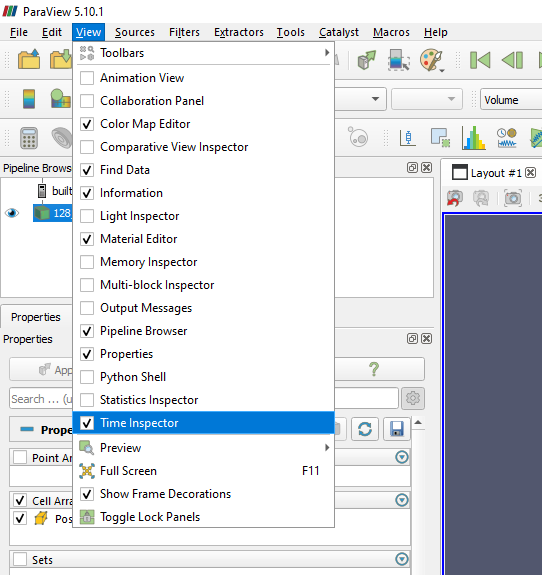 ParaView 5.10.1
File Edit View Sources Filters Extractors Tools Catalyst Macros Help
Toolbars
Animation View
Collaboration Panel
Color Map Editor
Comparative View Inspector
Find Data
Information
Light Inspector
Material Editor
Memory Inspector
Multi-block Inspector
Output Messages
Pipeline Browser
Properties
Python Shell
Statistics Inspector
Time Inspector
Preview
Full Screen F11
Show Frame Decorations
Toggle Lock Panels
Volume
Pipeline Brows
built
128
Layout #1
Properties
Properties
App
?
Search ... (u
Prope
Point Ar
Cell Arra
Pos
Sets